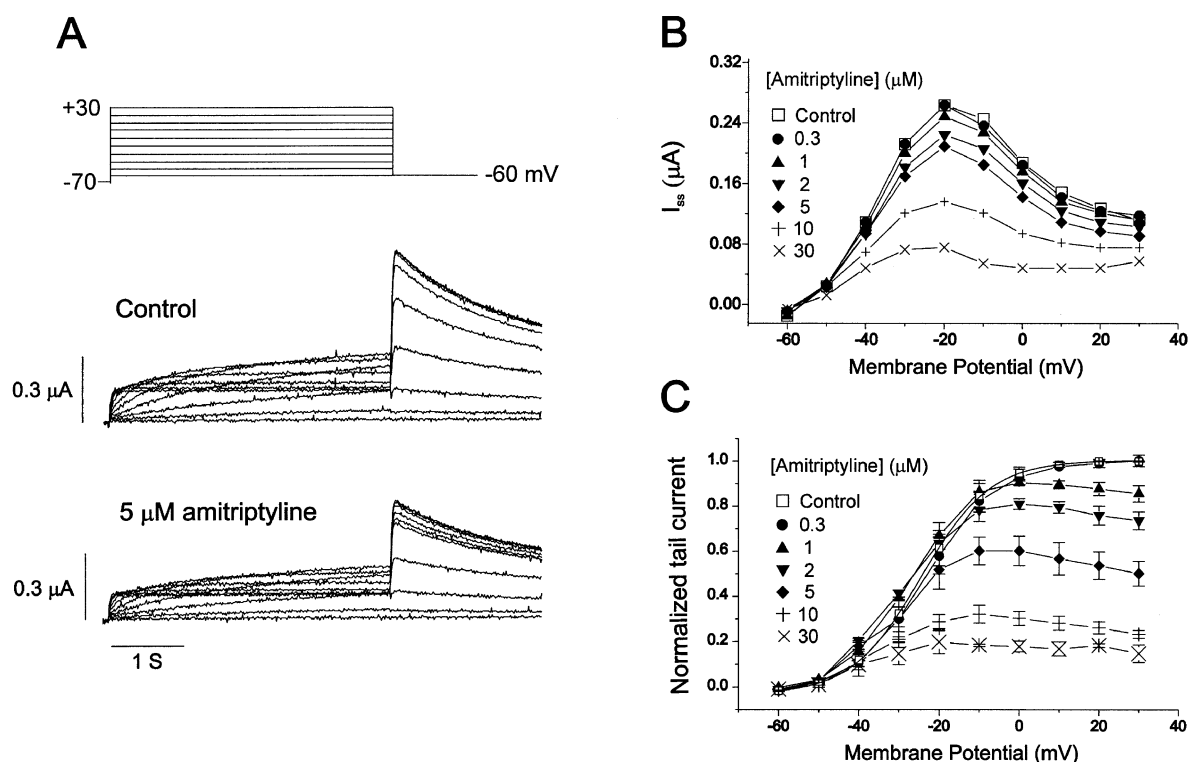 A
+30
-70
-60 mV
Control
0.3 µA
5 µM amitriptyline
0.3 µA
1 S
B
0.32
0.24
0.16
0.08
0.00
Iss (µA)
[Amitriptyline] (µM)
Control
0.3
1
2
5
10
30
-60 -40 -20 0 20 40
Membrane Potential (mV)
C
1.0
0.8
0.6
0.4
0.2
0.0
Normalized tail current
[Amitriptyline] (µM)
Control
0.3
1
2
5
10
30
-60 -40 -20 0 20 40
Membrane Potential (mV)